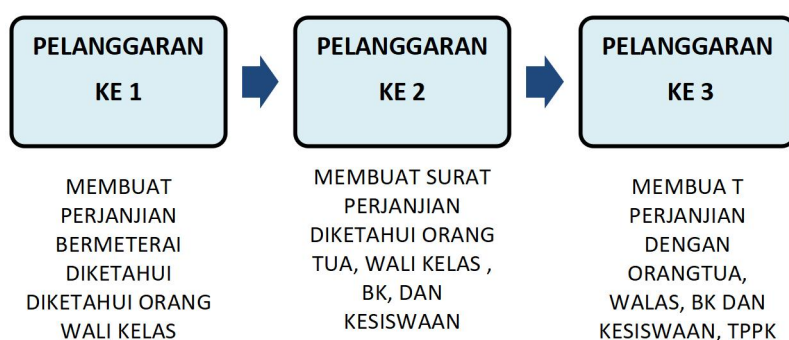 PELANGGARAN
KE 1
PELANGGARAN
KE 2
PELANGGARAN
KE 3
MEMBUAT
PERJANJIAN
BERMETERAI
DIKETAHUI
DIKETAHUI ORANG
WALI KELAS
MEMBUAT SURAT
PERJANJIAN
DIKETAHUI ORANG
TUA, WALI KELAS ,
BK, DAN
KESISWAAN
MEMBUA T
PERJANJIAN
DENGAN
ORANGTUA,
WALAS, BK DAN
KESISWAAN, TPPK